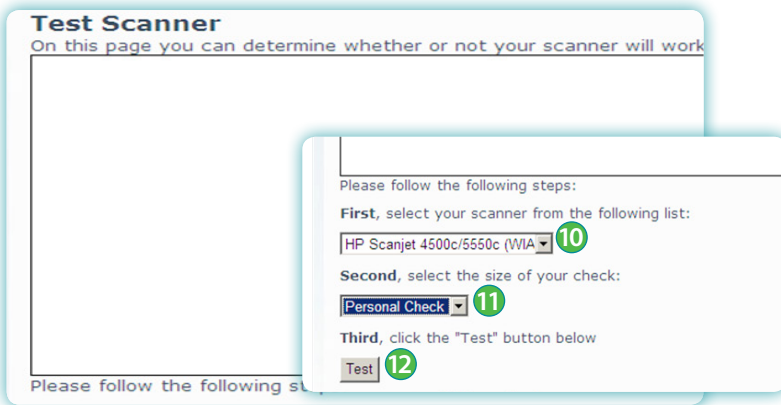 Test Scanner
On this page you can determine whether or not your scanner will work
Please follow the following
Please follow the following steps:
First, select your scanner from the following list:
HP Scanjet 4500c/5550c (WIA 10
Second, select the size of your check:
Personal Check 11
Third, click the "Test" button below
Test 12